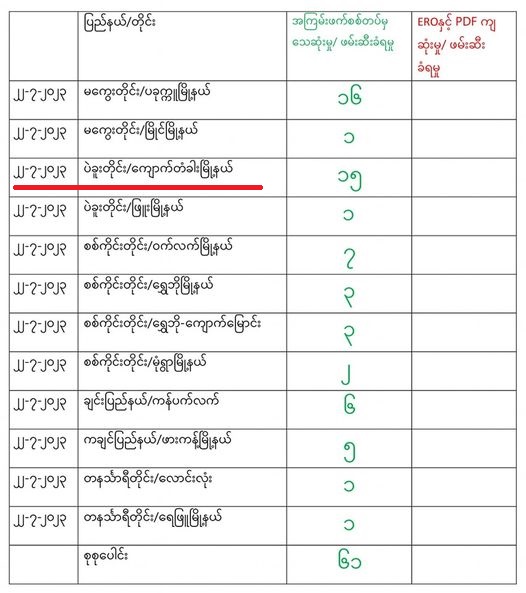 ပြည်နယ်/တိုင်း
အကြမ်းဖက်စစ်တပ်မှ
သေဆုံးမှု/ ဖမ်းဆီးခံရမှု
EROနှင့် PDF ကျ
ဆုံးမှု/ ဖမ်းဆီး
ခံရမှု
၂၂-၇-၂၀၂၃ မကွေးတိုင်း/ပခုက္ကူမြို့နယ် ၁၆
၂၂-၇-၂၀၂၃ မကွေးတိုင်း/မြိုင်မြို့နယ် ၁
၂၂-၇-၂၀၂၃ ပဲခူးတိုင်း/ကျောက်တံခါးမြို့နယ် ၁၅
၂၂-၇-၂၀၂၃ ပဲခူးတိုင်း/ဖြူးမြို့နယ် ၁
၂၂-၇-၂၀၂၃ စစ်ကိုင်းတိုင်း/ဝက်လက်မြို့နယ် ၇
၂၂-၇-၂၀၂၃ စစ်ကိုင်းတိုင်း/ရွှေဘိုမြို့နယ် ၃
၂၂-၇-၂၀၂၃ စစ်ကိုင်းတိုင်း/ရွှေဘို-ကျောက်မြောင်း ၃
၂၂-၇-၂၀၂၃ စစ်ကိုင်းတိုင်း/မုံရွာမြို့နယ် ၂
၂၂-၇-၂၀၂၃ ချင်းပြည်နယ်/ကန်ပက်လက် ၆
၂၂-၇-၂၀၂၃ ကချင်ပြည်နယ်/ဖားကန့်မြို့နယ် ၅
၂၂-၇-၂၀၂၃ တနင်္သာရီတိုင်း/လောင်းလုံး ၁
၂၂-၇-၂၀၂၃ တနင်္သာရီတိုင်း/ရေဖြူမြို့နယ် ၁
စုစုပေါင်း ၆၁